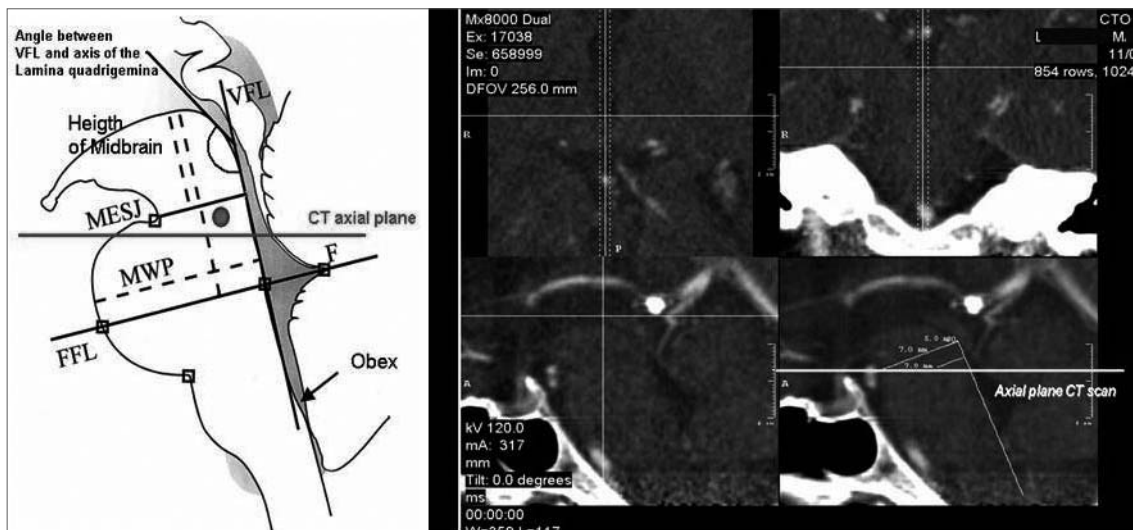 Angle between
VFL and axis of the
Lamina quadrigemina
VFL
Heigth
of Midbrain
MESJ
CT axial plane
F
MWP
FFL
Obex
Mx8000 Dual
Ex: 17038
Se: 658999
Im: 0
DFOV 256.0 mm
R
P
CTO
M.
11/0
854 rows, 1024
R
A
kV 120.0
mA: 317
mm
Tilt: 0.0 degrees
ms
00:00:00
7.0 mm
7.9 mm
A
Axial plane CT scan